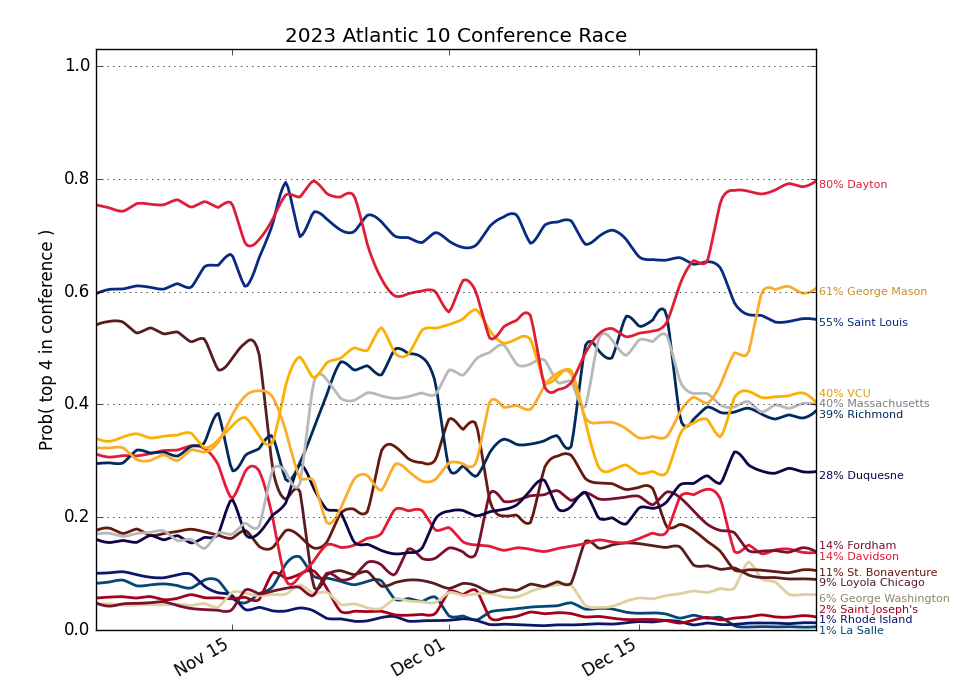 2023 Atlantic 10 Conference Race
Prob( top 4 in conference )
1.0
0.8
0.6
0.4
0.2
0.0
Nov 15
Dec 01
Dec 15
80% Dayton
61% George Mason
55% Saint Louis
40% VCU
40% Massachusetts
39% Richmond
28% Duquesne
14% Fordham
14% Davidson
11% St. Bonaventure
9% Loyola Chicago
6% George Washington
2% Saint Joseph's
1% Rhode Island
1% La Salle